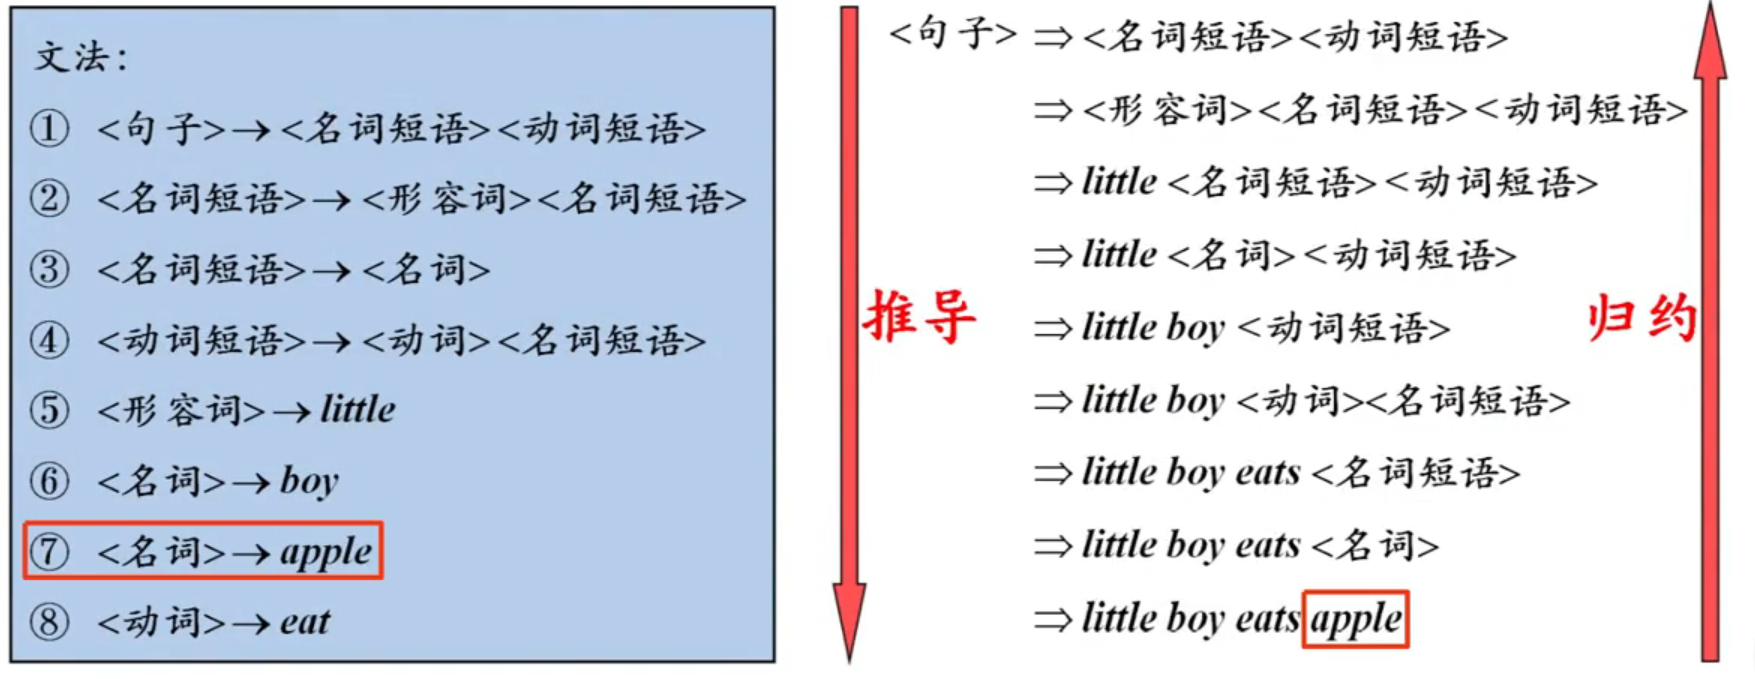 文法：
① <句子>→<名词短语><动词短语>
② <名词短语>→<形容词><名词短语>
③ <名词短语>→<名词>
④ <动词短语>→<动词><名词短语>
⑤ <形容词>→little
⑥ <名词>→boy
⑦ <名词>→apple
⑧ <动词>→eat
推导
<句子> ⇒<名词短语><动词短语>
⇒<形容词><名词短语><动词短语>
⇒little <名词短语><动词短语>
⇒little <名词><动词短语>
⇒little boy <动词短语>
⇒little boy <动词><名词短语>
⇒little boy eats <名词短语>
⇒little boy eats <名词>
⇒little boy eats apple
归约